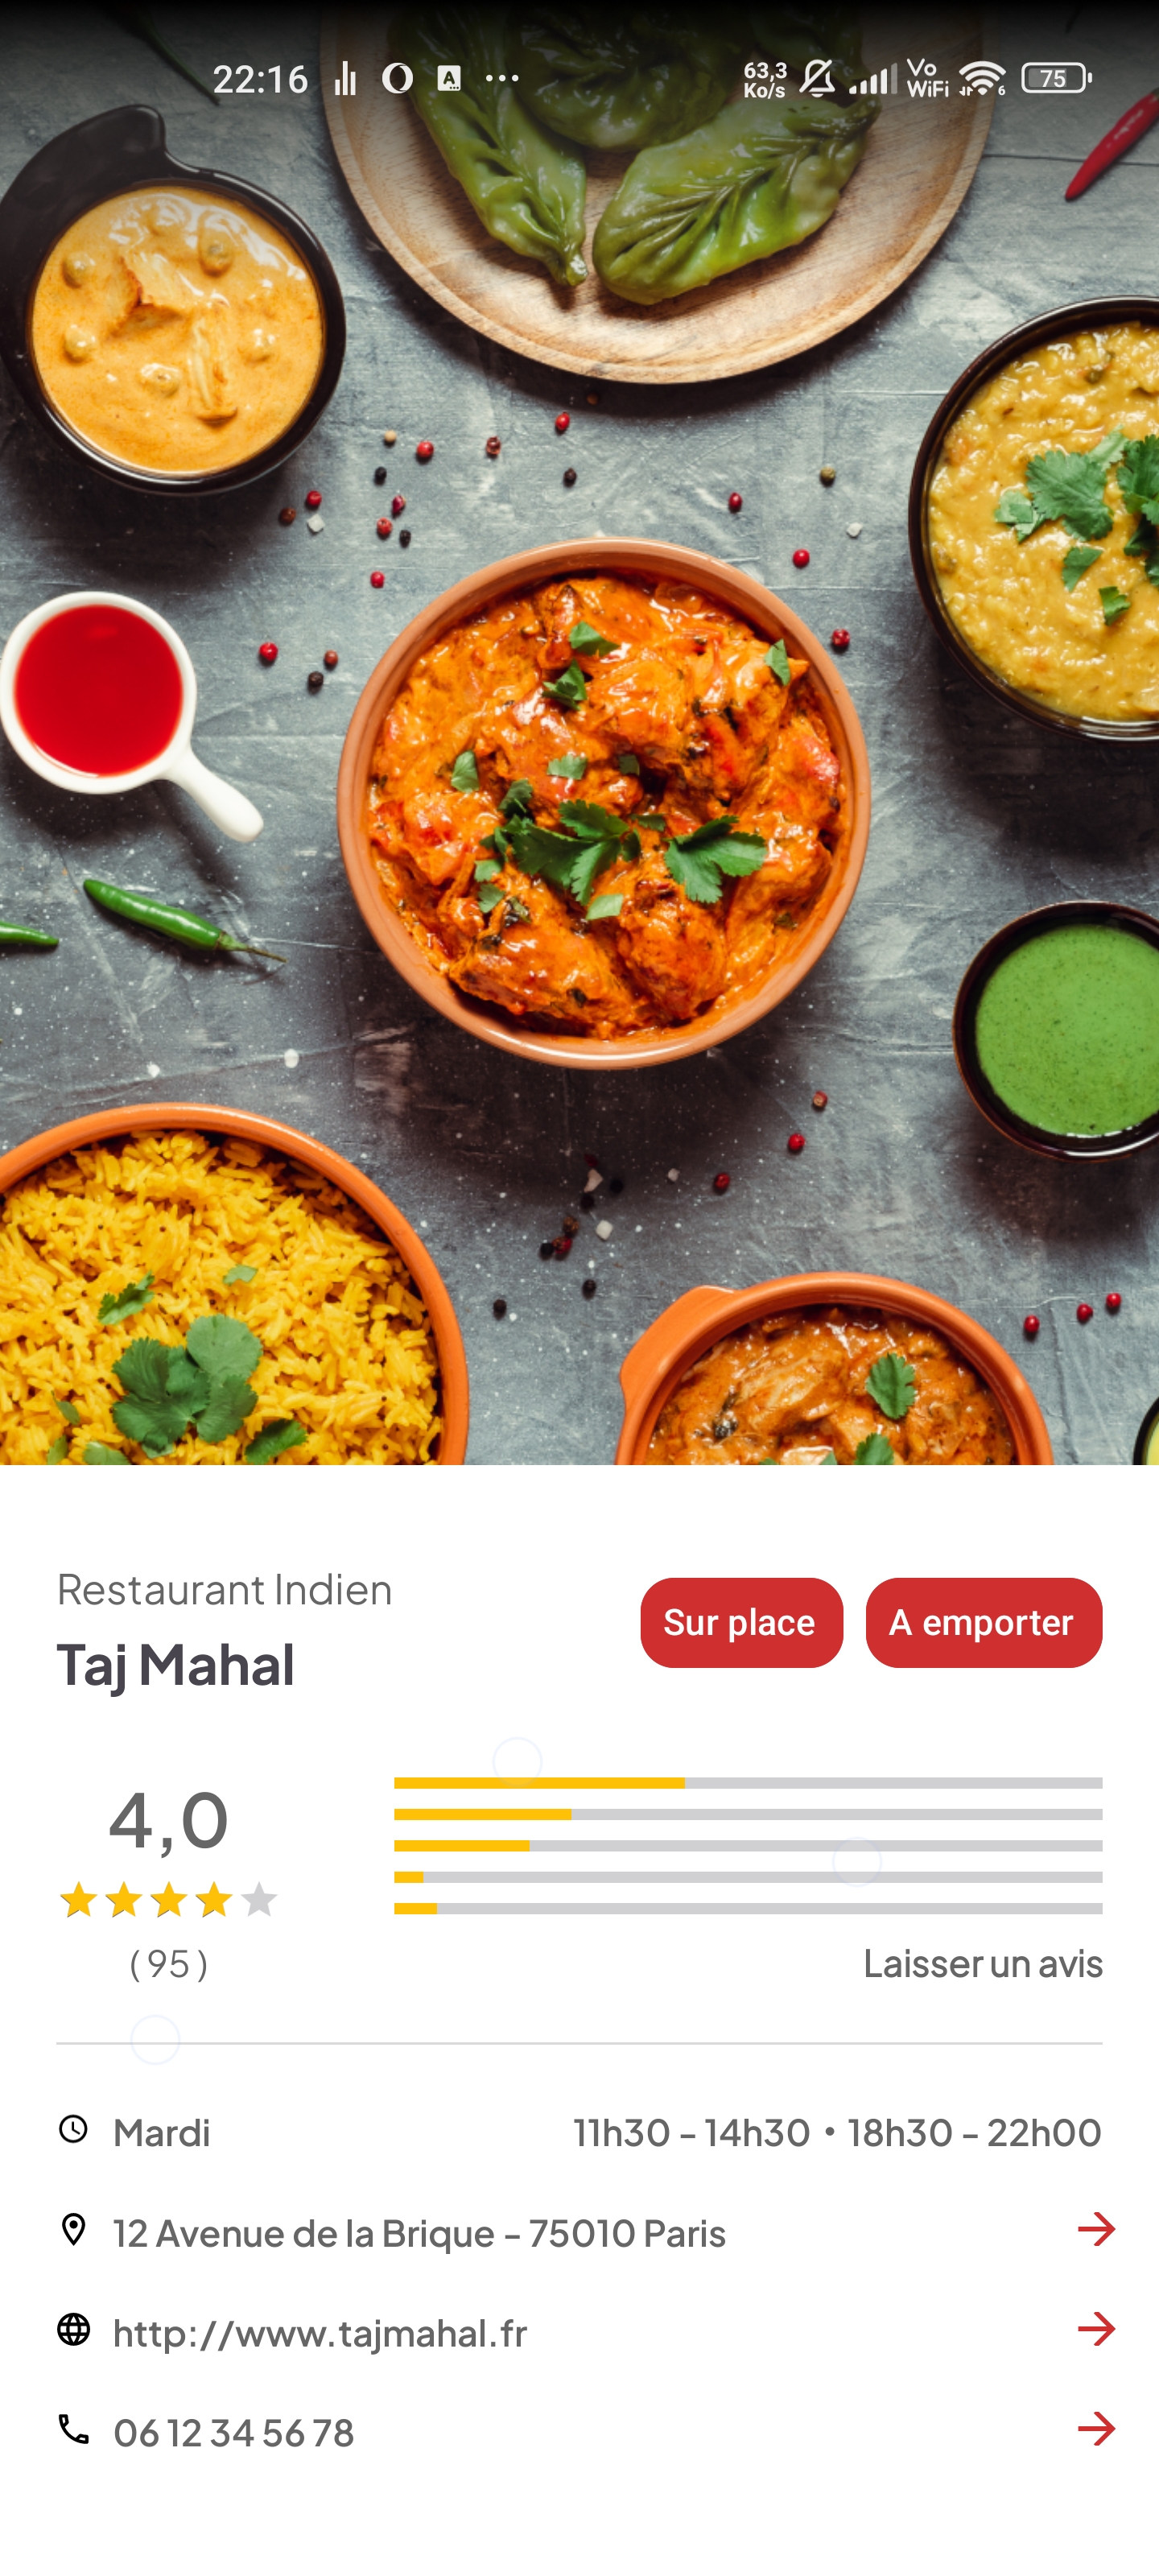 22:16
63,3
Ko/s
Vo
WiFi
6
75
Restaurant Indien
Taj Mahal
Sur place
A emporter
4,0
( 95 )
Laisser un avis
Mardi
11h30 - 14h30 • 18h30 - 22h00
12 Avenue de la Brique - 75010 Paris
http://www.tajmahal.fr
06 12 34 56 78